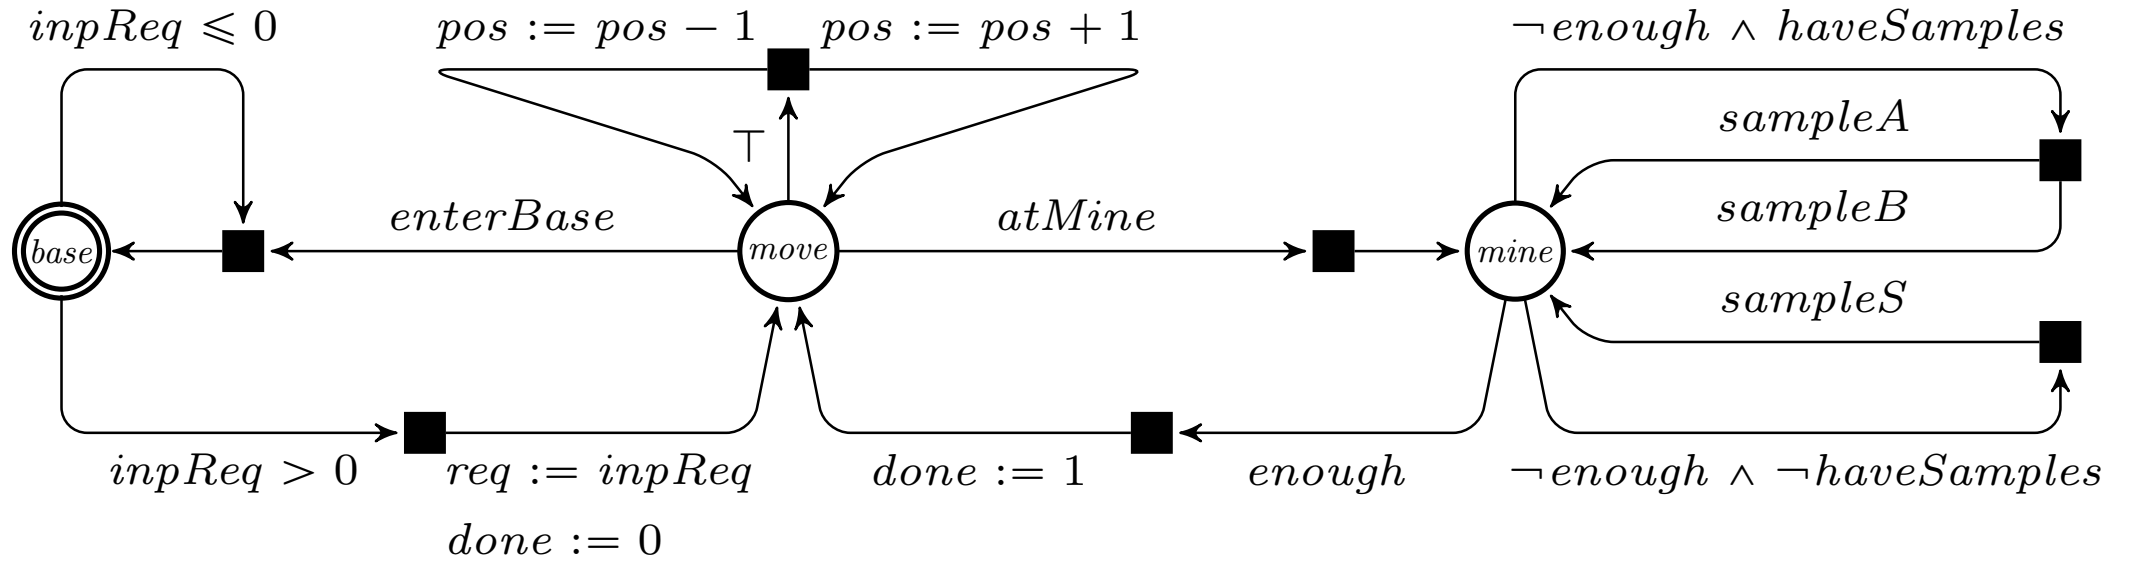 inpReq ⩽ 0
pos := pos − 1
pos := pos + 1
¬enough ∧ haveSamples
sampleA
⊤
enterBase
atMine
sampleB
base
move
mine
sampleS
inpReq > 0
req := inpReq
done := 1
enough
¬enough ∧ ¬haveSamples
done := 0